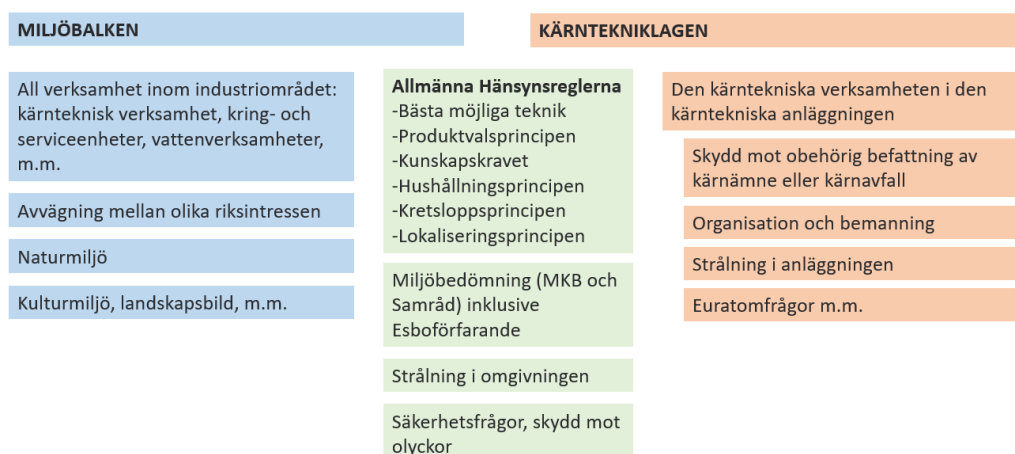 MILJÖBALKEN
KÄRNTEKNIKLAGEN
All verksamhet inom industriområdet:
kärnteknisk verksamhet, kring- och
serviceenheter, vattenverksamheter,
m.m.
Avvägning mellan olika riksintressen
Naturmiljö
Kulturmiljö, landskapsbild, m.m.
Allmänna Hänsynsreglerna
-Bästa möjliga teknik
-Produktvalsprincipen
-Kunskapskravet
-Hushållningsprincipen
-Kretsloppsprincipen
-Lokaliseringsprincipen
Miljöbedömning (MKB och
Samråd) inklusive
Esboförfarande
Strålning i omgivningen
Säkerhetsfrågor, skydd mot
olyckor
Den kärntekniska verksamheten i den
kärntekniska anläggningen
Skydd mot obehörig befattning av
kärnämne eller kärnavfall
Organisation och bemanning
Strålning i anläggningen
Euratomfrågor m.m.